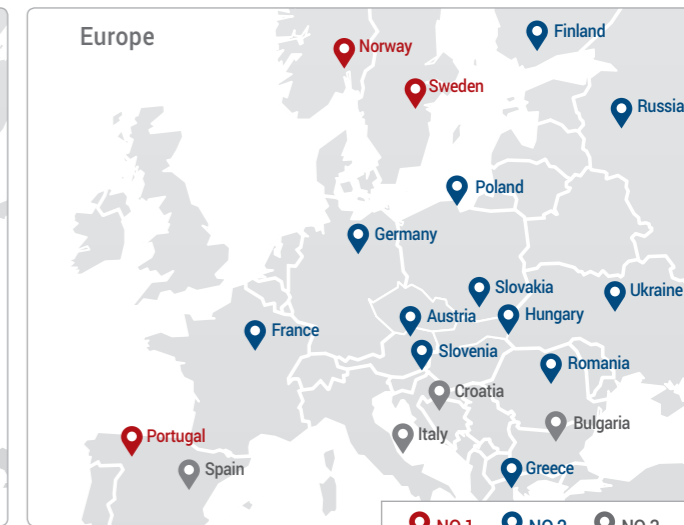 Europe
Norway
Finland
Sweden
Russia
Poland
Germany
Slovakia
Ukraine
Austria
Hungary
France
Slovenia
Romania
Croatia
Portugal
Italy
Bulgaria
Spain
Greece
NO.1 NO.2 NO.3